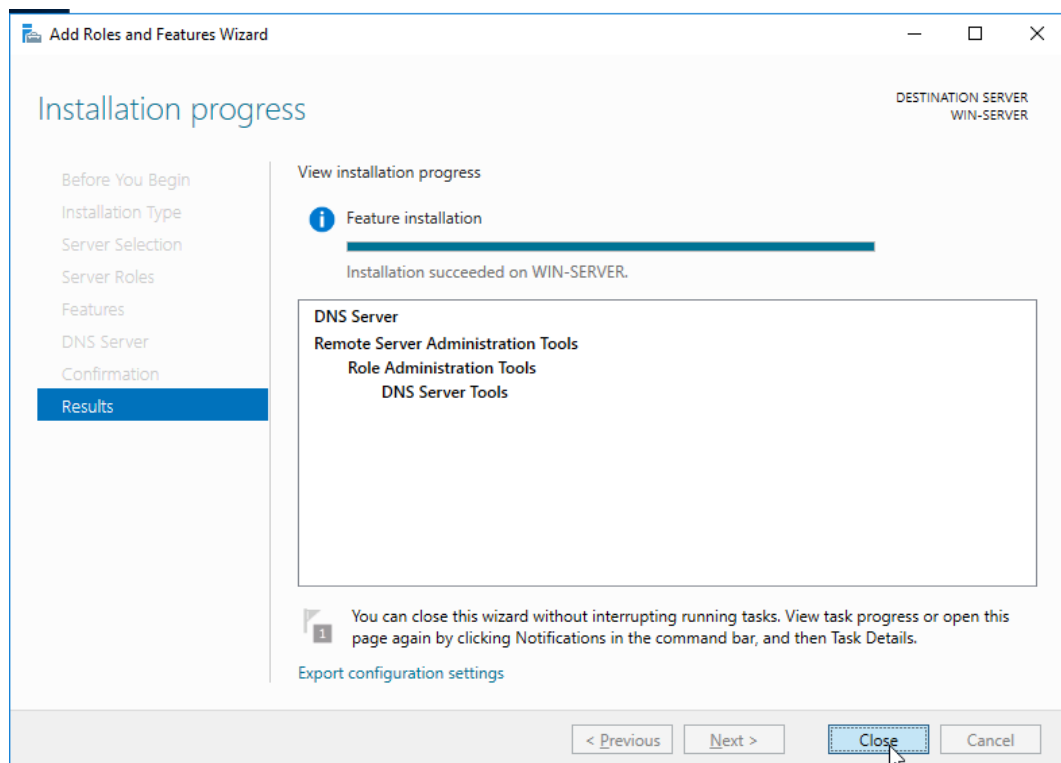 Add Roles and Features Wizard
Installation progress
DESTINATION SERVER
WIN-SERVER
Before You Begin
Installation Type
Server Selection
Server Roles
Features
DNS Server
Confirmation
Results
View installation progress
Feature installation
Installation succeeded on WIN-SERVER.
DNS Server
Remote Server Administration Tools
Role Administration Tools
DNS Server Tools
1
You can close this wizard without interrupting running tasks. View task progress or open this
page again by clicking Notifications in the command bar, and then Task Details.
Export configuration settings
< Previous
Next >
Close
Cancel